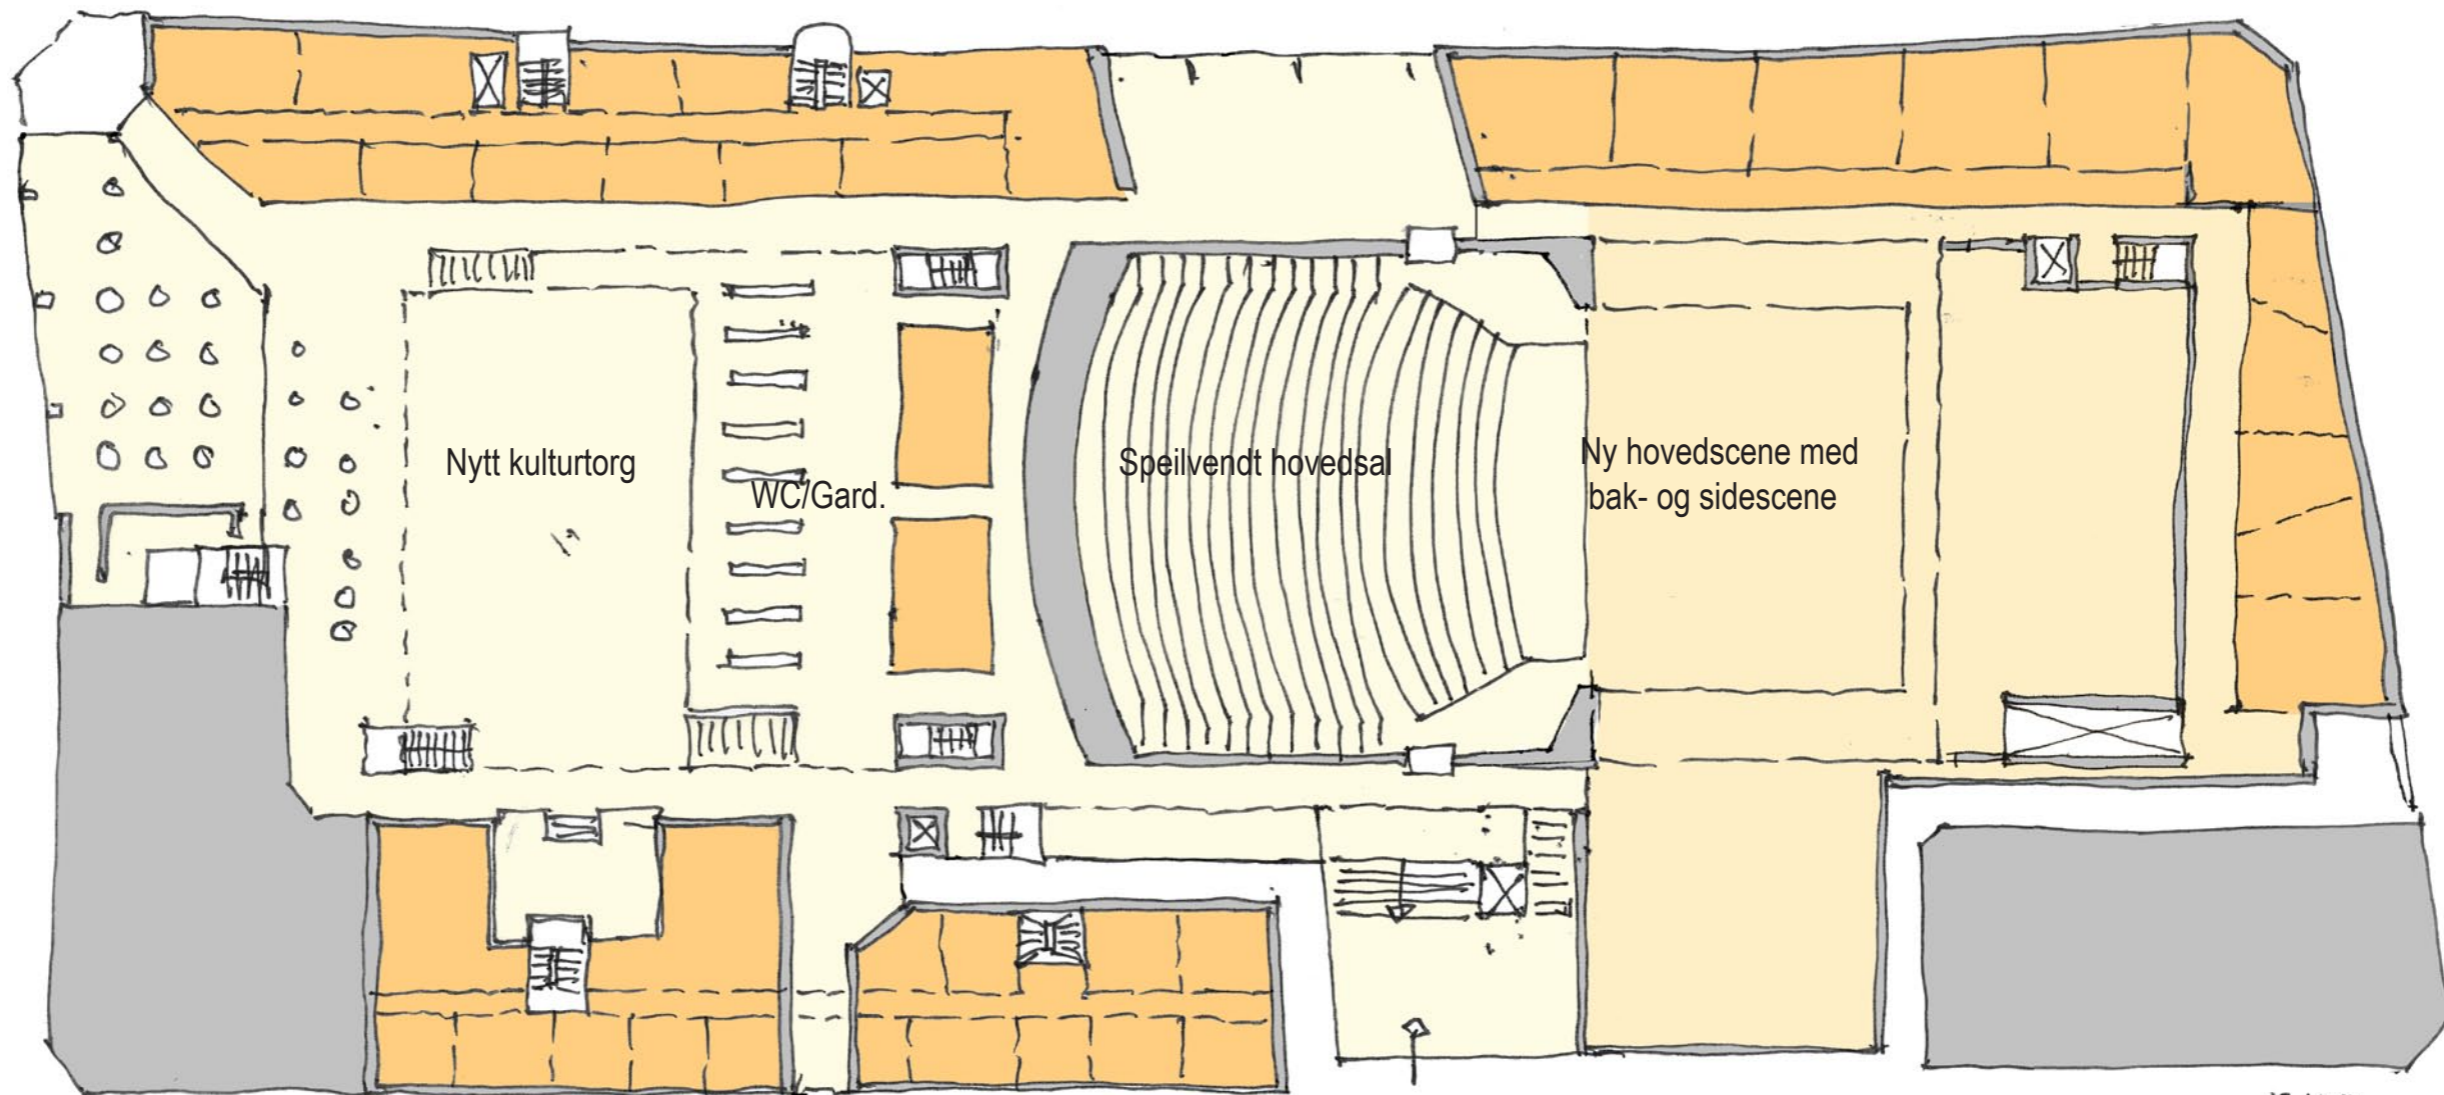 Nytt kulturtorg
WC/Gard.
Speilvendt hovedsal
Ny hovedscene med
bak- og sidescene